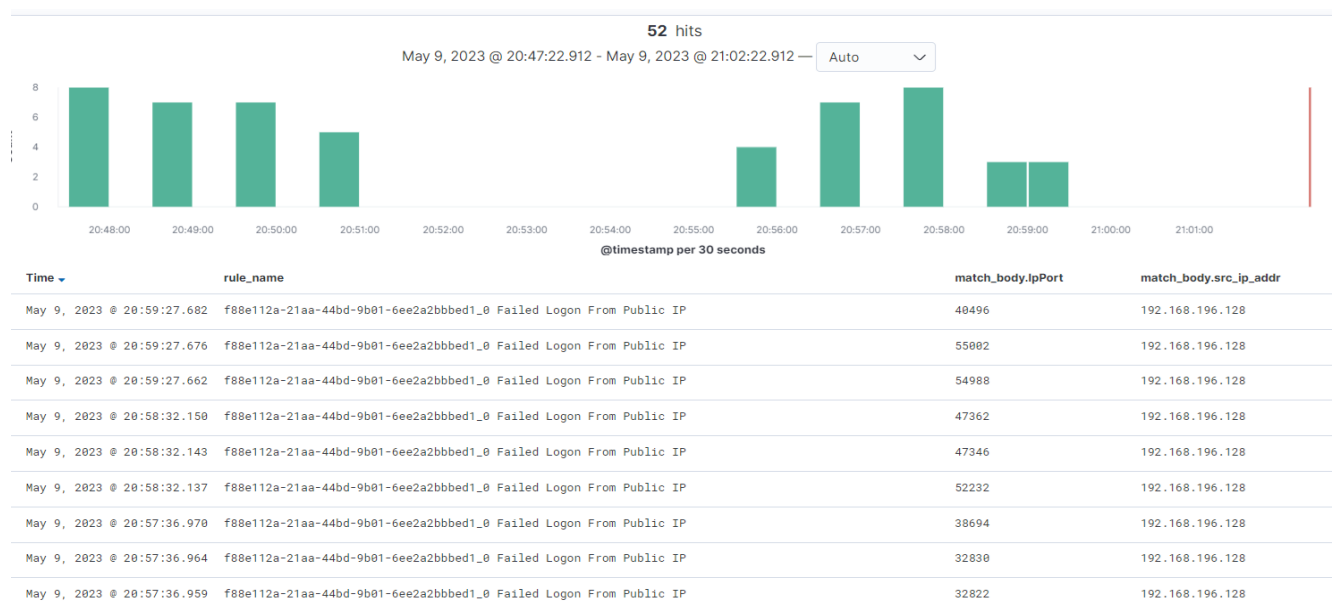 52 hits
May 9, 2023 @ 20:47:22.912 - May 9, 2023 @ 21:02:22.912 — Auto
8
6
4
2
0
20:48:00 20:49:00 20:50:00 20:51:00 20:52:00 20:53:00 20:54:00 20:55:00 20:56:00 20:57:00 20:58:00 20:59:00 21:00:00 21:01:00
@timestamp per 30 seconds
Time rule_name match_body.IpPort match_body.src_ip_addr
May 9, 2023 @ 20:59:27.682 f88e112a-21aa-44bd-9b01-6ee2a2bbbed1_0 Failed Logon From Public IP 40496 192.168.196.128
May 9, 2023 @ 20:59:27.676 f88e112a-21aa-44bd-9b01-6ee2a2bbbed1_0 Failed Logon From Public IP 55002 192.168.196.128
May 9, 2023 @ 20:59:27.662 f88e112a-21aa-44bd-9b01-6ee2a2bbbed1_0 Failed Logon From Public IP 54988 192.168.196.128
May 9, 2023 @ 20:58:32.150 f88e112a-21aa-44bd-9b01-6ee2a2bbbed1_0 Failed Logon From Public IP 47362 192.168.196.128
May 9, 2023 @ 20:58:32.143 f88e112a-21aa-44bd-9b01-6ee2a2bbbed1_0 Failed Logon From Public IP 47346 192.168.196.128
May 9, 2023 @ 20:58:32.137 f88e112a-21aa-44bd-9b01-6ee2a2bbbed1_0 Failed Logon From Public IP 52232 192.168.196.128
May 9, 2023 @ 20:57:36.970 f88e112a-21aa-44bd-9b01-6ee2a2bbbed1_0 Failed Logon From Public IP 38694 192.168.196.128
May 9, 2023 @ 20:57:36.964 f88e112a-21aa-44bd-9b01-6ee2a2bbbed1_0 Failed Logon From Public IP 32830 192.168.196.128
May 9, 2023 @ 20:57:36.959 f88e112a-21aa-44bd-9b01-6ee2a2bbbed1_0 Failed Logon From Public IP 32822 192.168.196.128